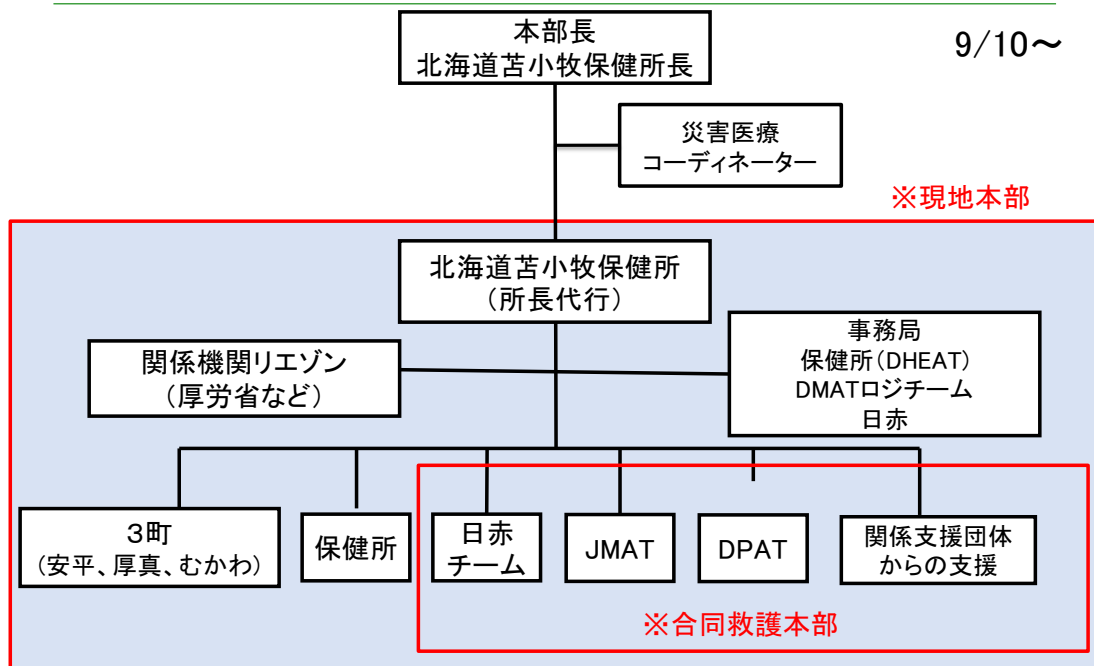 本部長
北海道苫小牧保健所長
9/10～
災害医療
コーディネーター
※現地本部
北海道苫小牧保健所
（所長代行）
関係機関リエゾン
（厚労省など）
事務局
保健所（DHEAT）
DMATロジチーム
日赤
３町
（安平、厚真、むかわ）
保健所
日赤
チーム
JMAT
DPAT
関係支援団体
からの支援
※合同救護本部